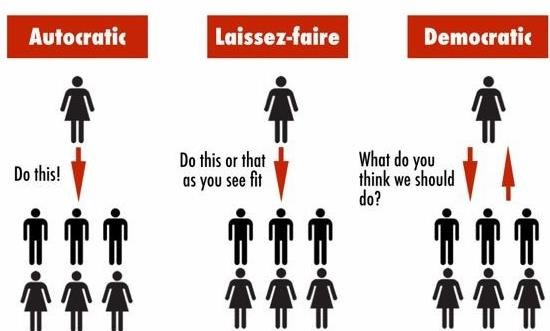 Autocratic
Laissez-faire
Democratic
Do this!
Do this or that
as you see fit
What do you
think we should
do?